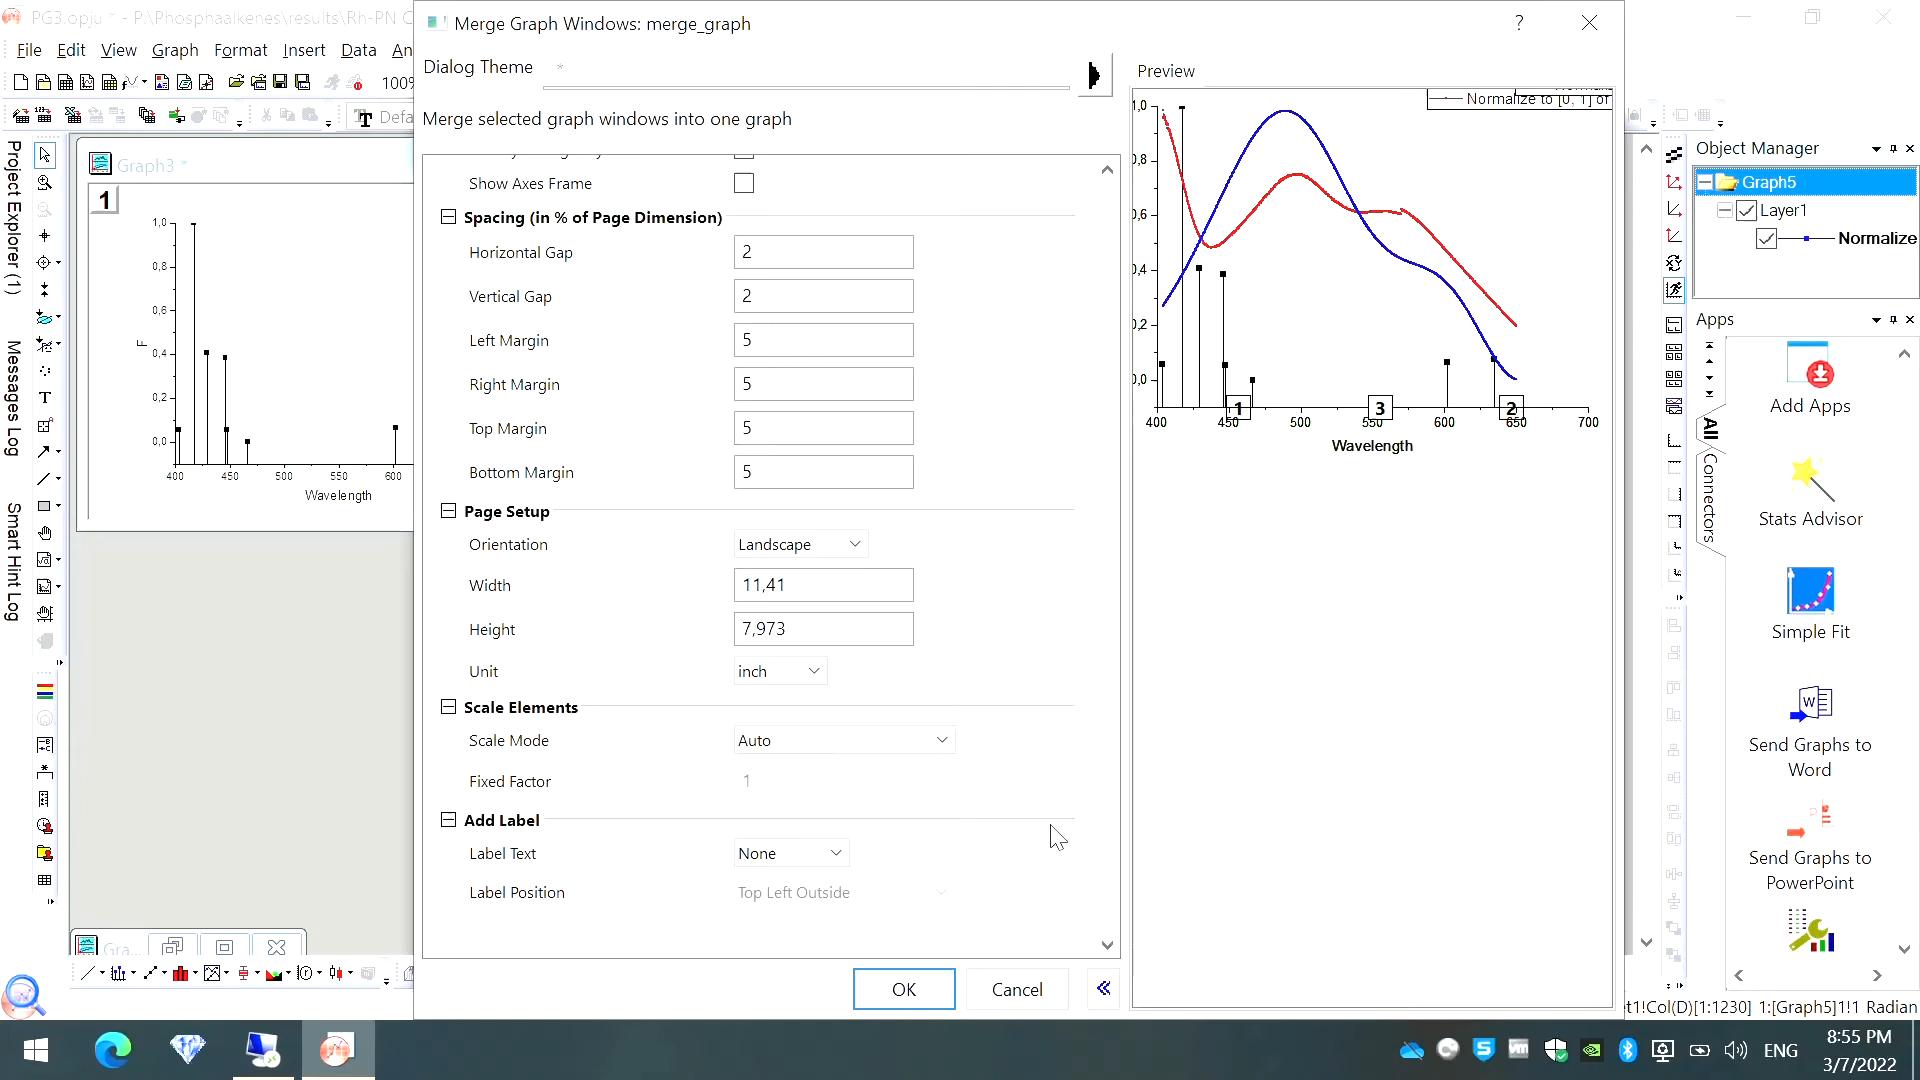 PG3.opju * - P:\Phosphaalkenes\results\Rh-PN C
File Edit View Graph Format Insert Data An
100%
Defa
Project Explorer (1)
Messages Log
Smart Hint Log
Graph3 *
1
1,0
0,8
0,6
0,4
0,2
0,0
F
400 450 500 550 600
Wavelength
Gra...
Merge Graph Windows: merge_graph
?
Dialog Theme *
Merge selected graph windows into one graph
Show Axes Frame
Spacing (in % of Page Dimension)
Horizontal Gap 2
Vertical Gap 2
Left Margin 5
Right Margin 5
Top Margin 5
Bottom Margin 5
Page Setup
Orientation Landscape
Width 11,41
Height 7,973
Unit inch
Scale Elements
Scale Mode Auto
Fixed Factor 1
Add Label
Label Text None
Label Position Top Left Outside
OK Cancel
Preview
Normalize to [0, 1] of
1,0
0,8
0,6
0,4
0,2
0,0
1 3 2
400 450 500 550 600 650 700
Wavelength
Object Manager
Graph5
Layer1
Normalize
Apps
All
Connectors
Add Apps
Stats Advisor
Simple Fit
Send Graphs to
Word
Send Graphs to
PowerPoint
t1!Col(D)[1:1230] 1:[Graph5]1!1 Radian
ENG
8:55 PM
3/7/2022